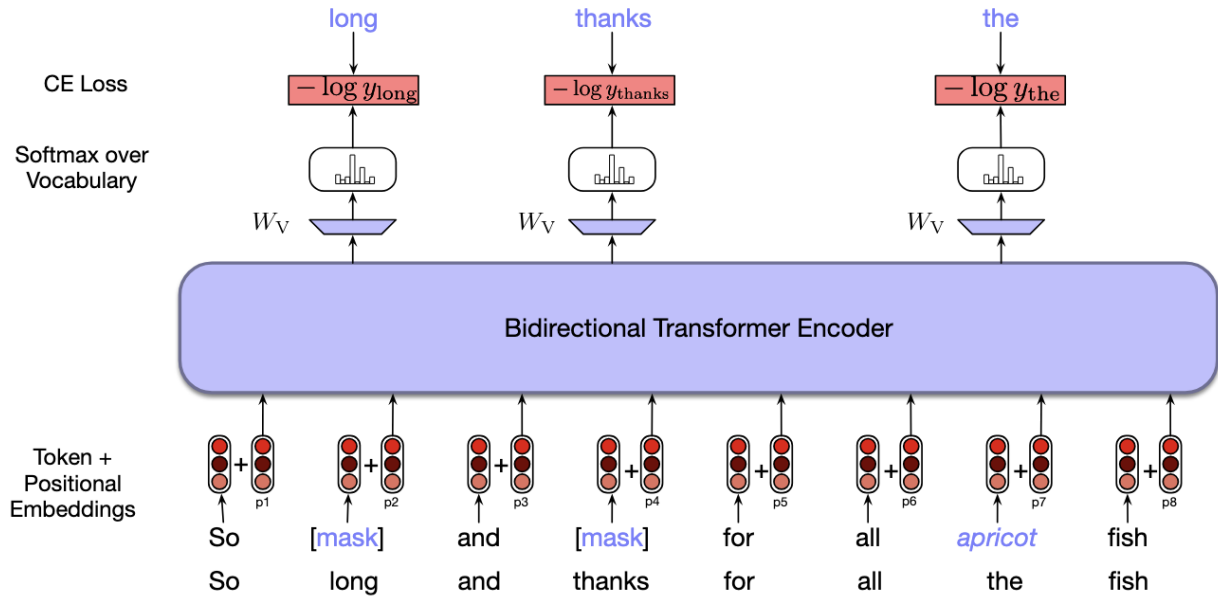 long thanks the
CE Loss − log y_long − log y_thanks − log y_the
Softmax over
Vocabulary
W_V W_V W_V
Bidirectional Transformer Encoder
Token +
Positional
Embeddings
+ + + + + + + +
p1 p2 p3 p4 p5 p6 p7 p8
So [mask] and [mask] for all apricot fish
So long and thanks for all the fish